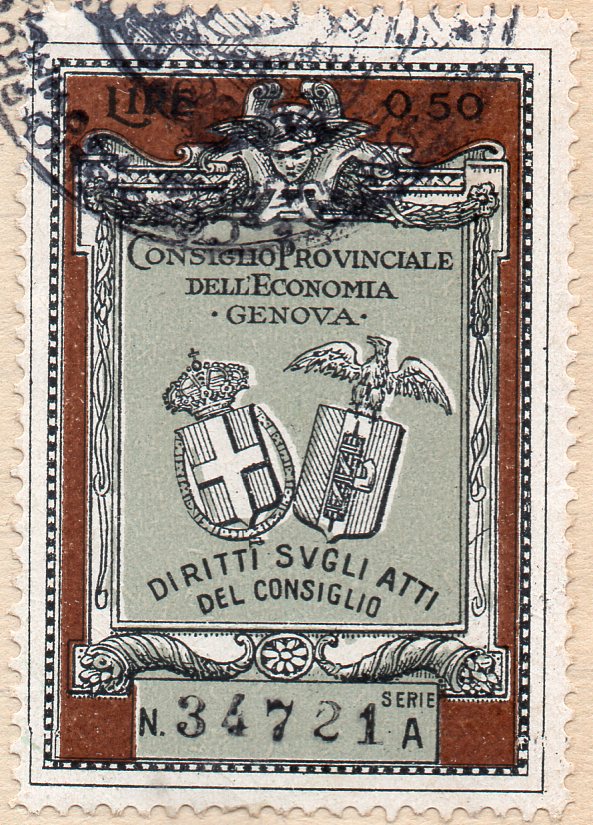 LIRE 0,50
CONSIGLIO PROVINCIALE
DELL'ECONOMIA
· GENOVA ·
DIRITTI SVGLI ATTI
DEL CONSIGLIO
SERIE
N. 34721 A